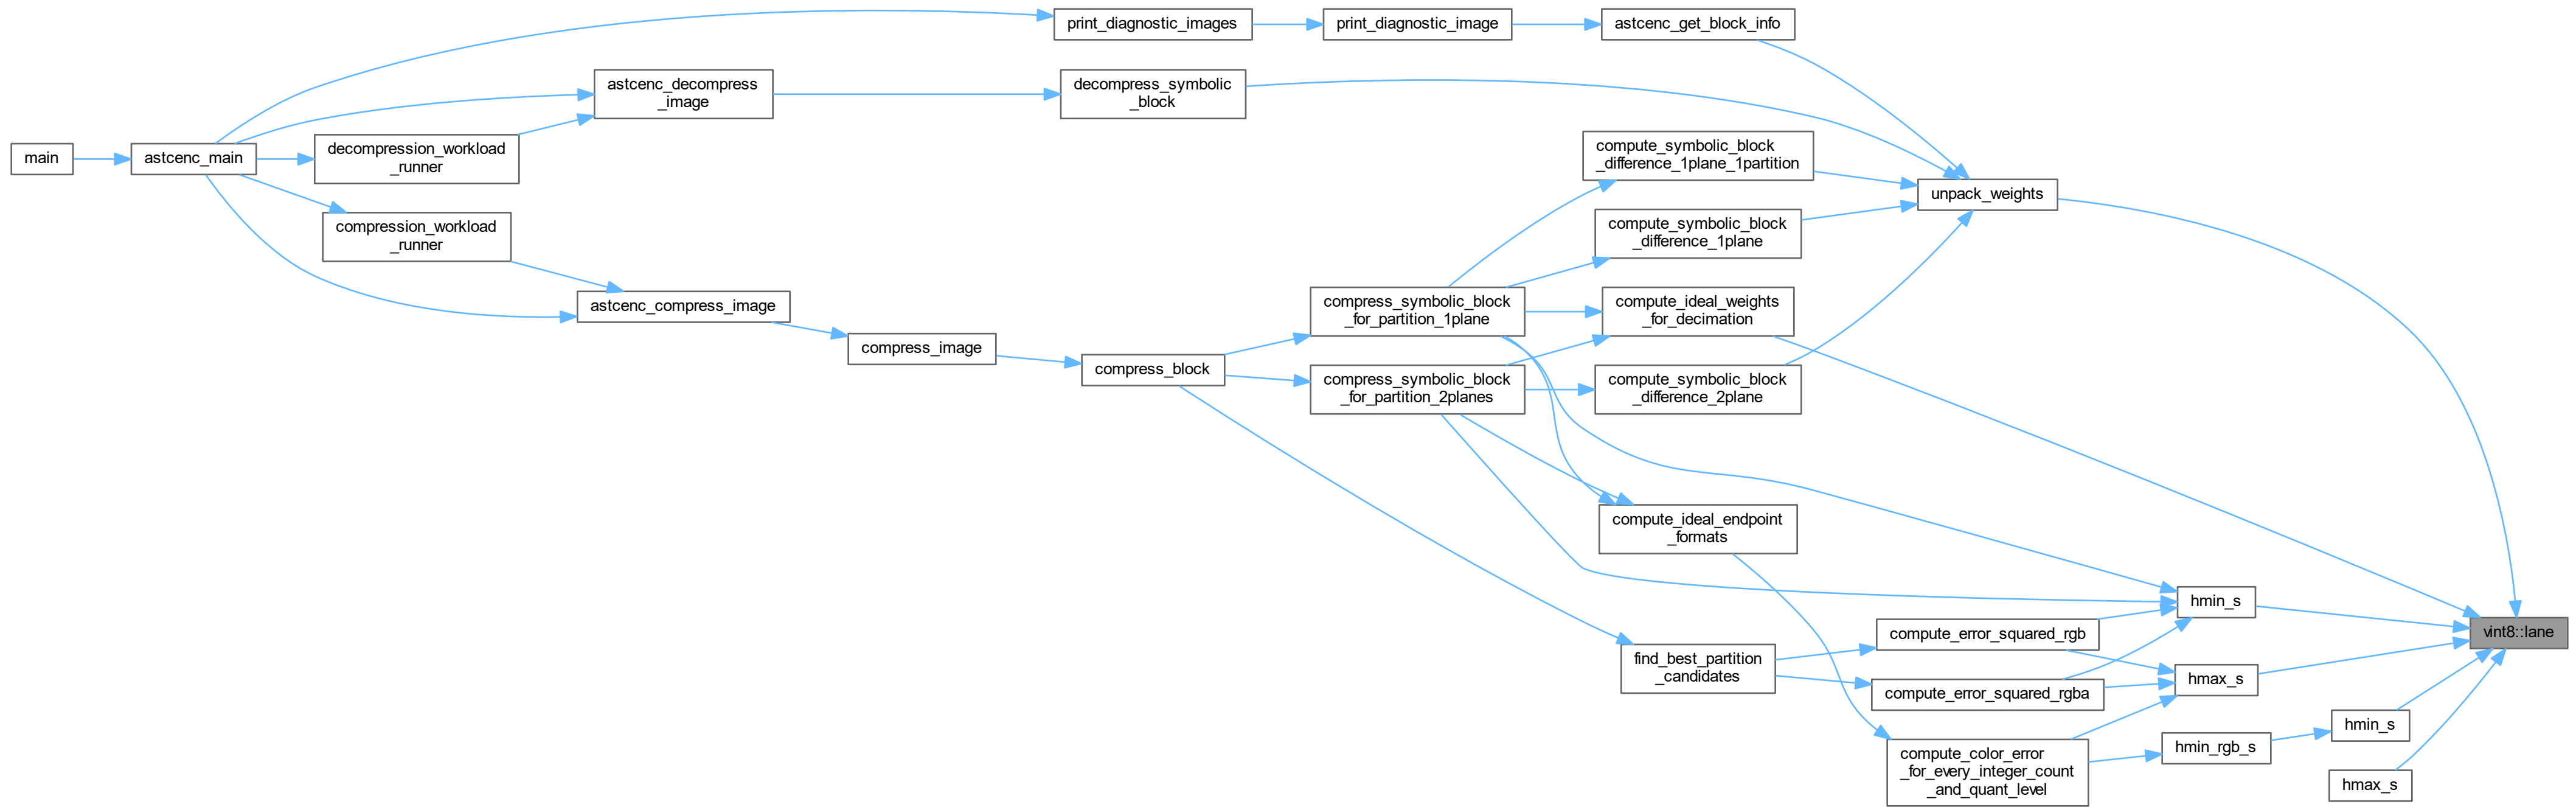 print_diagnostic_images
print_diagnostic_image
astcenc_get_block_info
astcenc_decompress
_image
decompress_symbolic
_block
main
astcenc_main
decompression_workload
_runner
compute_symbolic_block
_difference_1plane_1partition
unpack_weights
compression_workload
_runner
compute_symbolic_block
_difference_1plane
astcenc_compress_image
compress_symbolic_block
_for_partition_1plane
compute_ideal_weights
_for_decimation
compress_image
compress_block
compress_symbolic_block
_for_partition_2planes
compute_symbolic_block
_difference_2plane
compute_ideal_endpoint
_formats
hmin_s
compute_error_squared_rgb
vint8::lane
find_best_partition
_candidates
compute_error_squared_rgba
hmax_s
hmin_s
hmin_rgb_s
compute_color_error
_for_every_integer_count
_and_quant_level
hmax_s